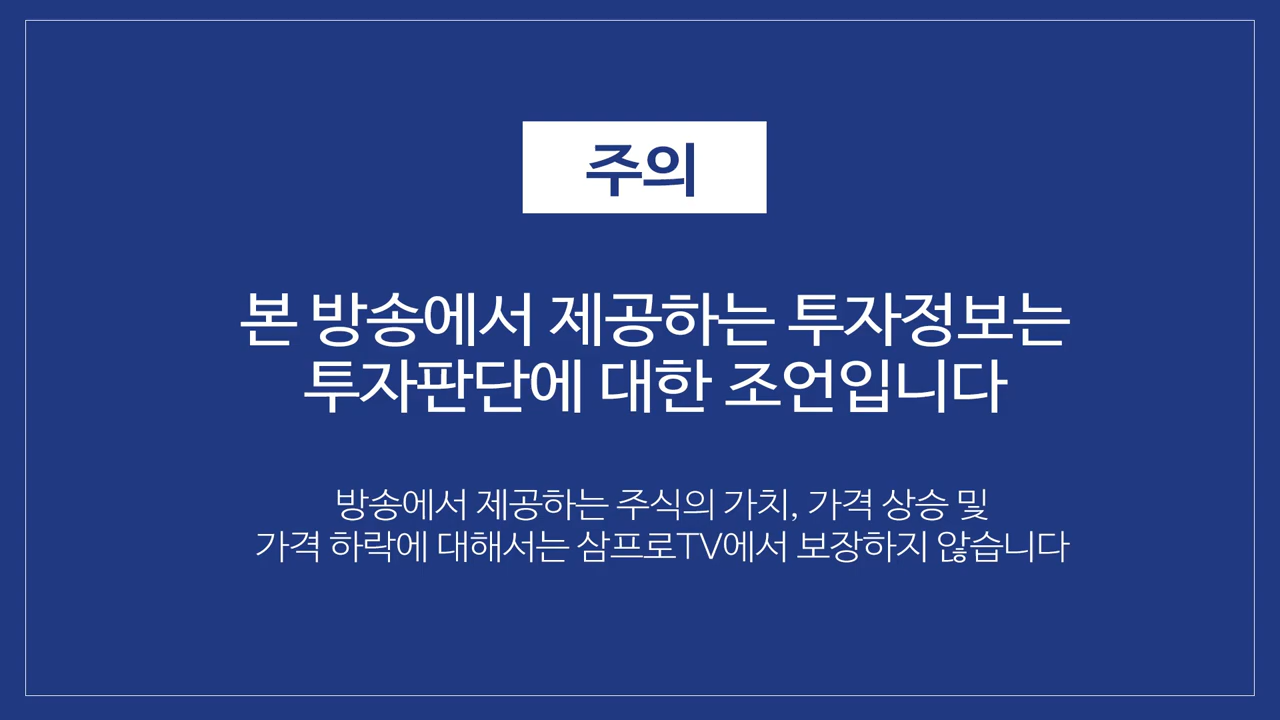 주의
본 방송에서 제공하는 투자정보는
투자판단에 대한 조언입니다
방송에서 제공하는 주식의 가치, 가격 상승 및
가격 하락에 대해서는 삼프로TV에서 보장하지 않습니다